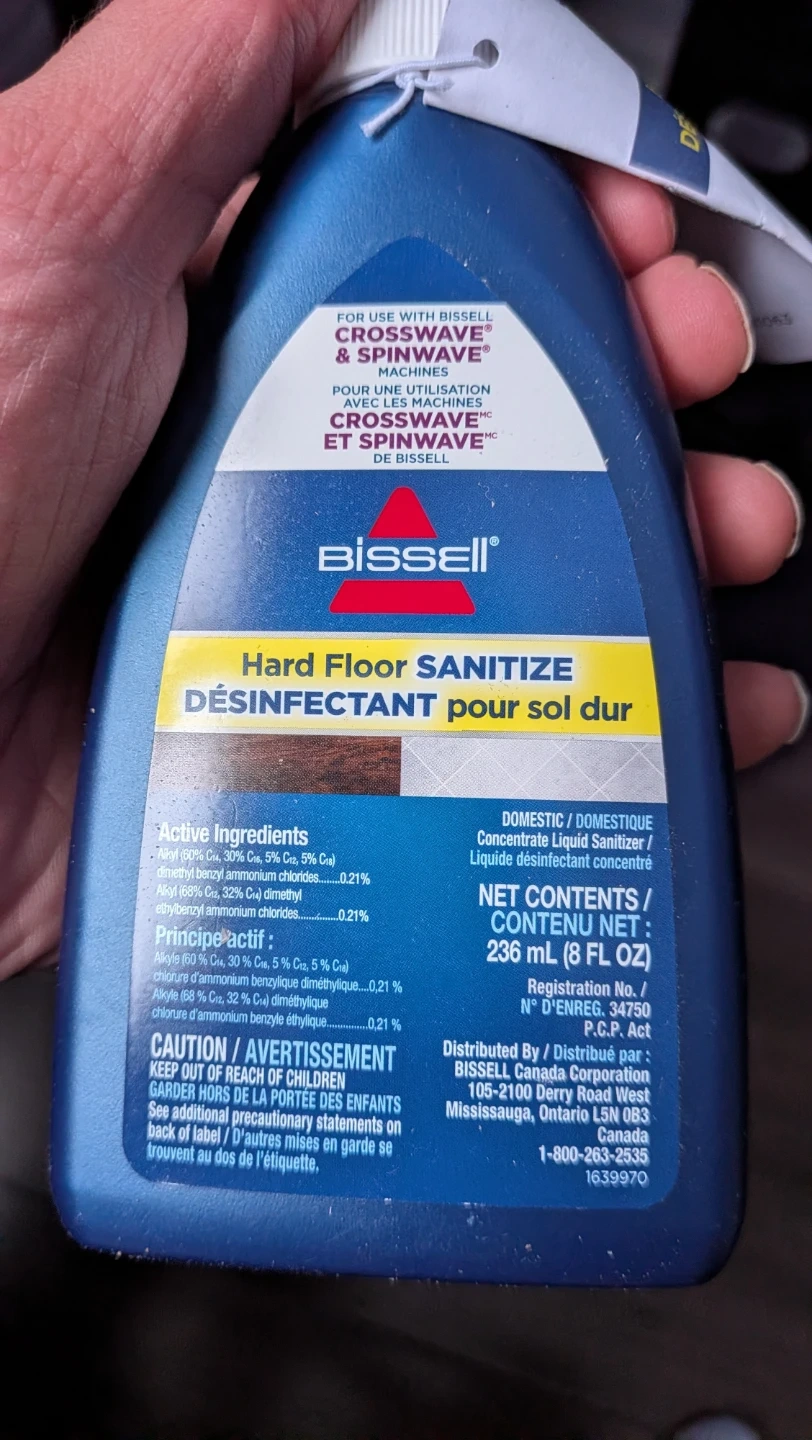 DÉ
FOR USE WITH BISSELL
CROSSWAVE®
& SPINWAVE®
MACHINES
POUR UNE UTILISATION
AVEC LES MACHINES
CROSSWAVEᴹᶜ
ET SPINWAVEᴹᶜ
DE BISSELL
BISSELL®
Hard Floor SANITIZE
DÉSINFECTANT pour sol dur
Active Ingredients
Alkyl (60% C₁₄, 30% C₁₆, 5% C₁₂, 5% C₁₈)
dimethyl benzyl ammonium chlorides........0.21%
Alkyl (68% C₁₂, 32% C₁₄) dimethyl
ethylbenzyl ammonium chlorides..............0.21%
Principe actif :
Alkyle (60 % C₁₄, 30 % C₁₆, 5 % C₁₂, 5 % C₁₈)
chlorure d'ammonium benzylique diméthylique....0,21 %
Alkyle (68 % C₁₂, 32 % C₁₄) diméthylique
chlorure d'ammonium benzyle éthylique..............0,21 %
CAUTION / AVERTISSEMENT
KEEP OUT OF REACH OF CHILDREN
GARDER HORS DE LA PORTÉE DES ENFANTS
See additional precautionary statements on
back of label / D'autres mises en garde se
trouvent au dos de l'étiquette.
DOMESTIC / DOMESTIQUE
Concentrate Liquid Sanitizer /
Liquide désinfectant concentré
NET CONTENTS /
CONTENU NET :
236 mL (8 FL OZ)
Registration No. /
N° D'ENREG. 34750
P.C.P. Act
Distributed By / Distribué par :
BISSELL Canada Corporation
105-2100 Derry Road West
Mississauga, Ontario L5N 0B3
Canada
1-800-263-2535
1639970